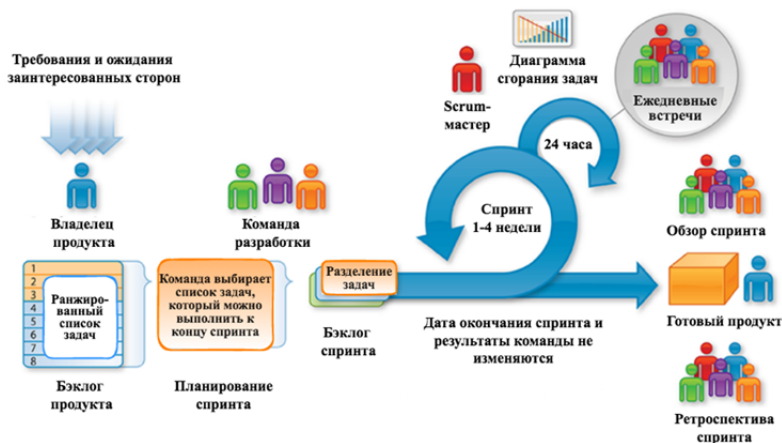 Требования и ожидания
заинтересованных сторон
Владелец
продукта
1
2
3
4
5
6
7
8
Ранжиро-
ванный
список
задач
Бэклог
продукта
Команда
разработки
Команда выбирает
список задач,
который можно
выполнить к
концу спринта
Планирование
спринта
Разделение
задач
Бэклог
спринта
Scrum-
мастер
Диаграмма
сгорания задач
Ежедневные
встречи
24 часа
Спринт
1-4 недели
Дата окончания спринта и
результаты команды не
изменяются
Обзор спринта
Готовый продукт
Ретроспектива
спринта